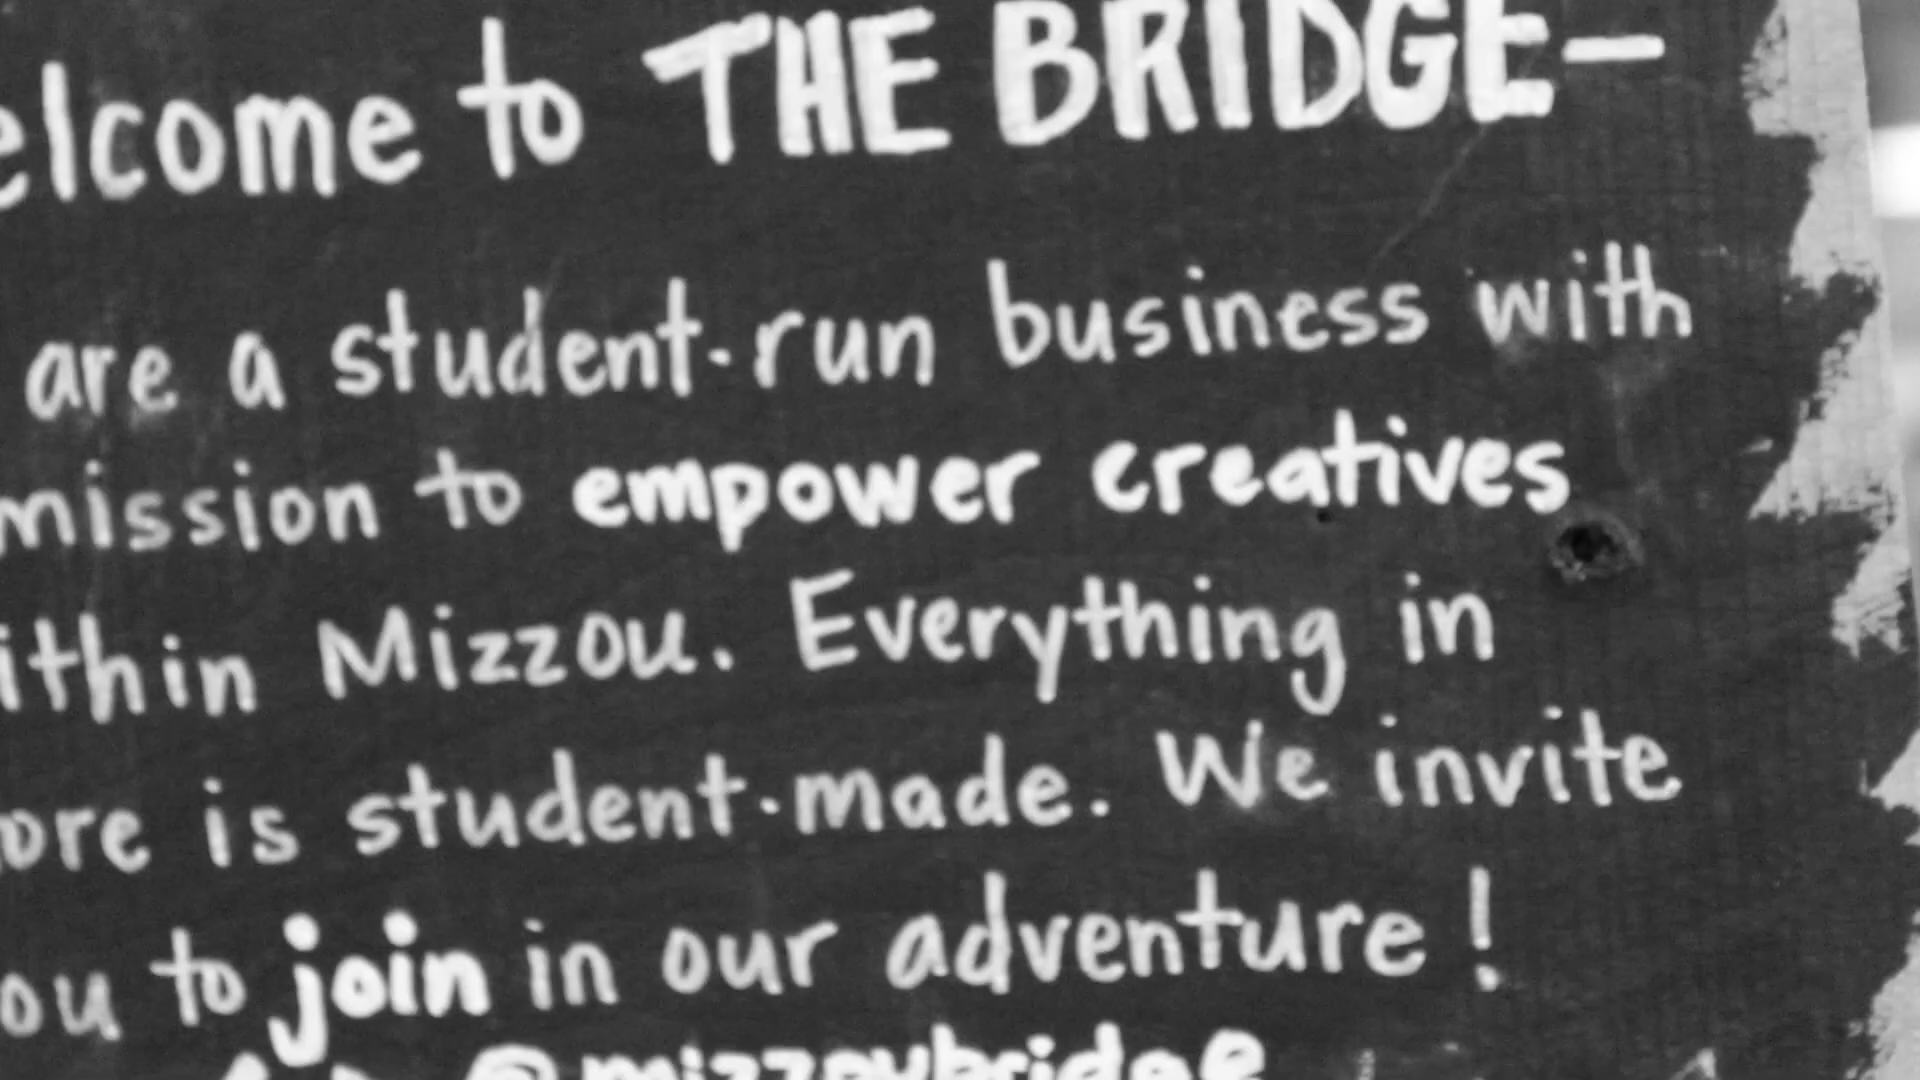 elcome to THE BRIDGE-
are a student-run business with
mission to empower creatives
ithin Mizzou. Everything in
ore is student-made. We invite
ou to join in our adventure!
@mizzoubridge